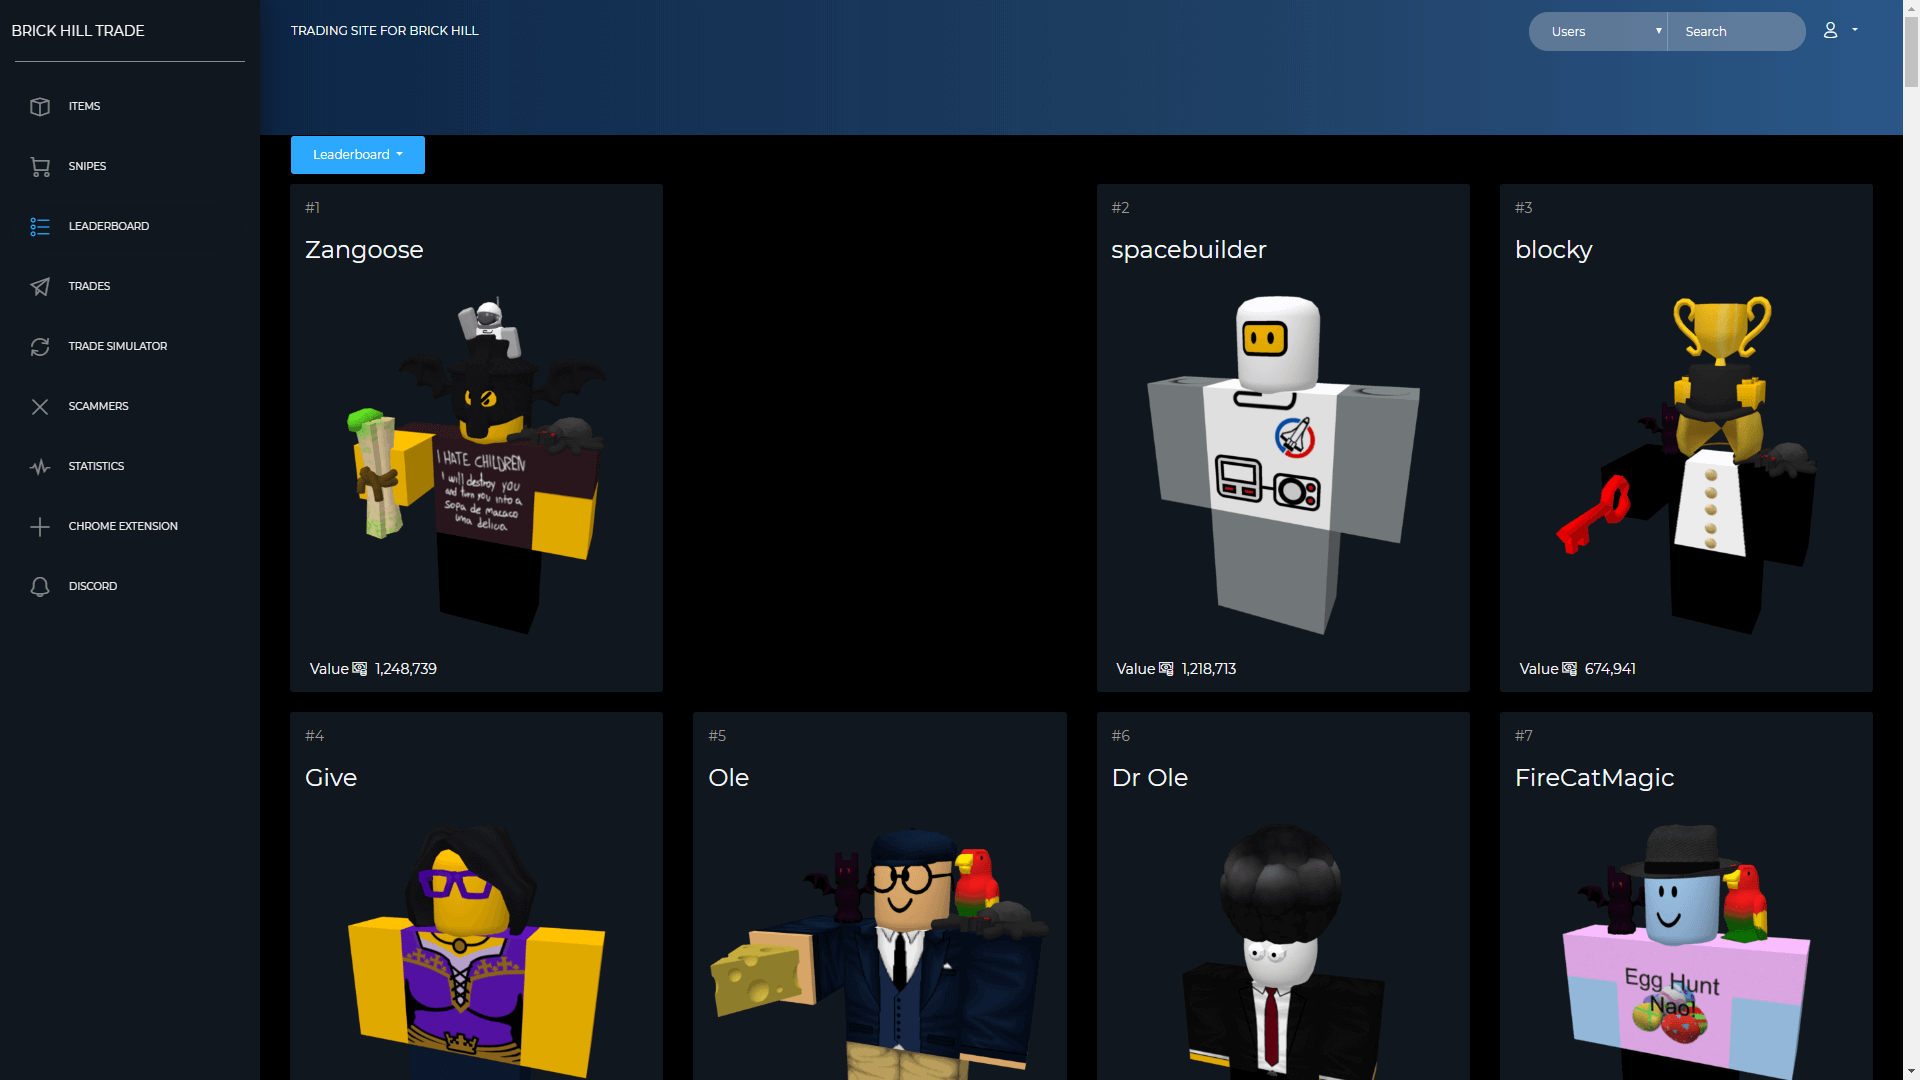 BRICK HILL TRADE
ITEMS
SNIPES
LEADERBOARD
TRADES
TRADE SIMULATOR
SCAMMERS
STATISTICS
CHROME EXTENSION
DISCORD
TRADING SITE FOR BRICK HILL
Users
Search
Leaderboard
#1
Zangoose
I HATE CHILDREN
I will destroy you
and turn you into a
Sopa de Macaco
uma delicia
Value 1,248,739
#2
spacebuilder
Value 1,218,713
#3
blocky
Value 674,941
#4
Give
#5
Ole
#6
Dr Ole
#7
FireCatMagic
Egg Hunt
Nao!